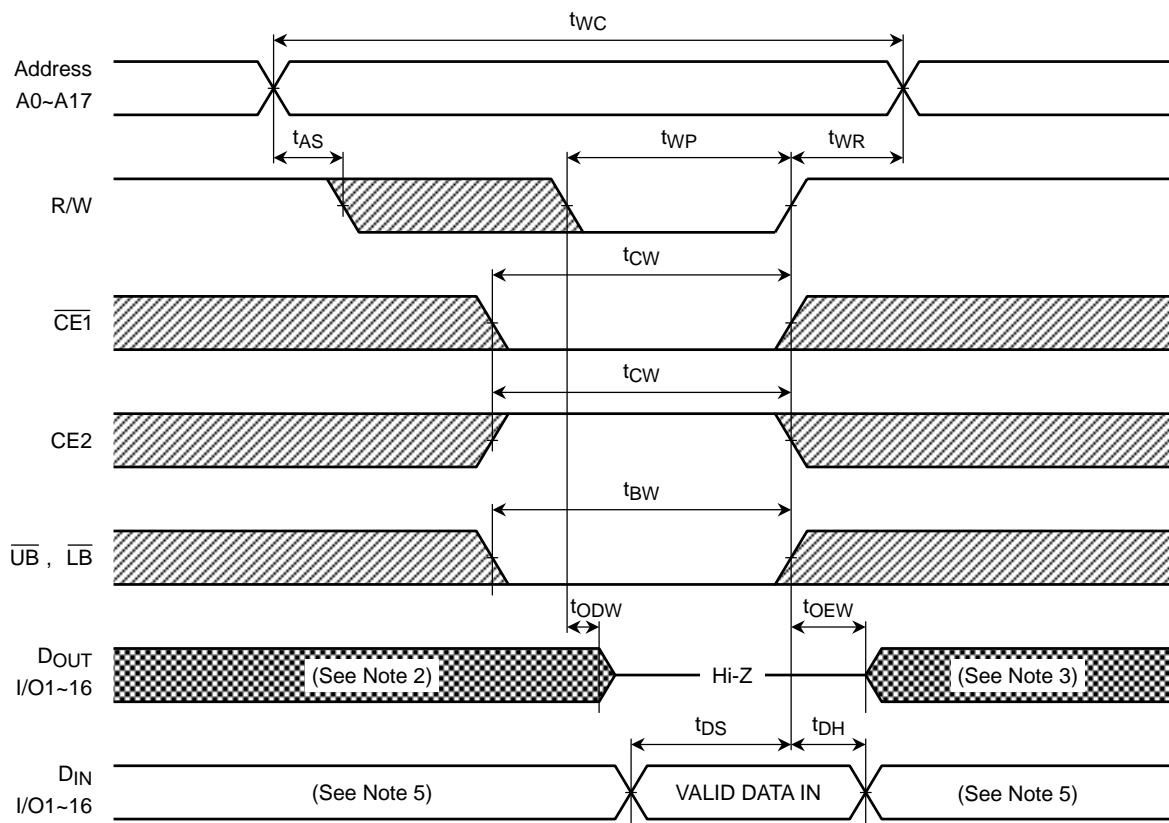 tWC
Address
A0~A17
tAS
tWP
tWR
R/W
tCW
CE1
tCW
CE2
tBW
UB , LB
tODW
tOEW
DOUT
I/O1~16
(See Note 2)
Hi-Z
(See Note 3)
tDS
tDH
DIN
I/O1~16
(See Note 5)
VALID DATA IN
(See Note 5)